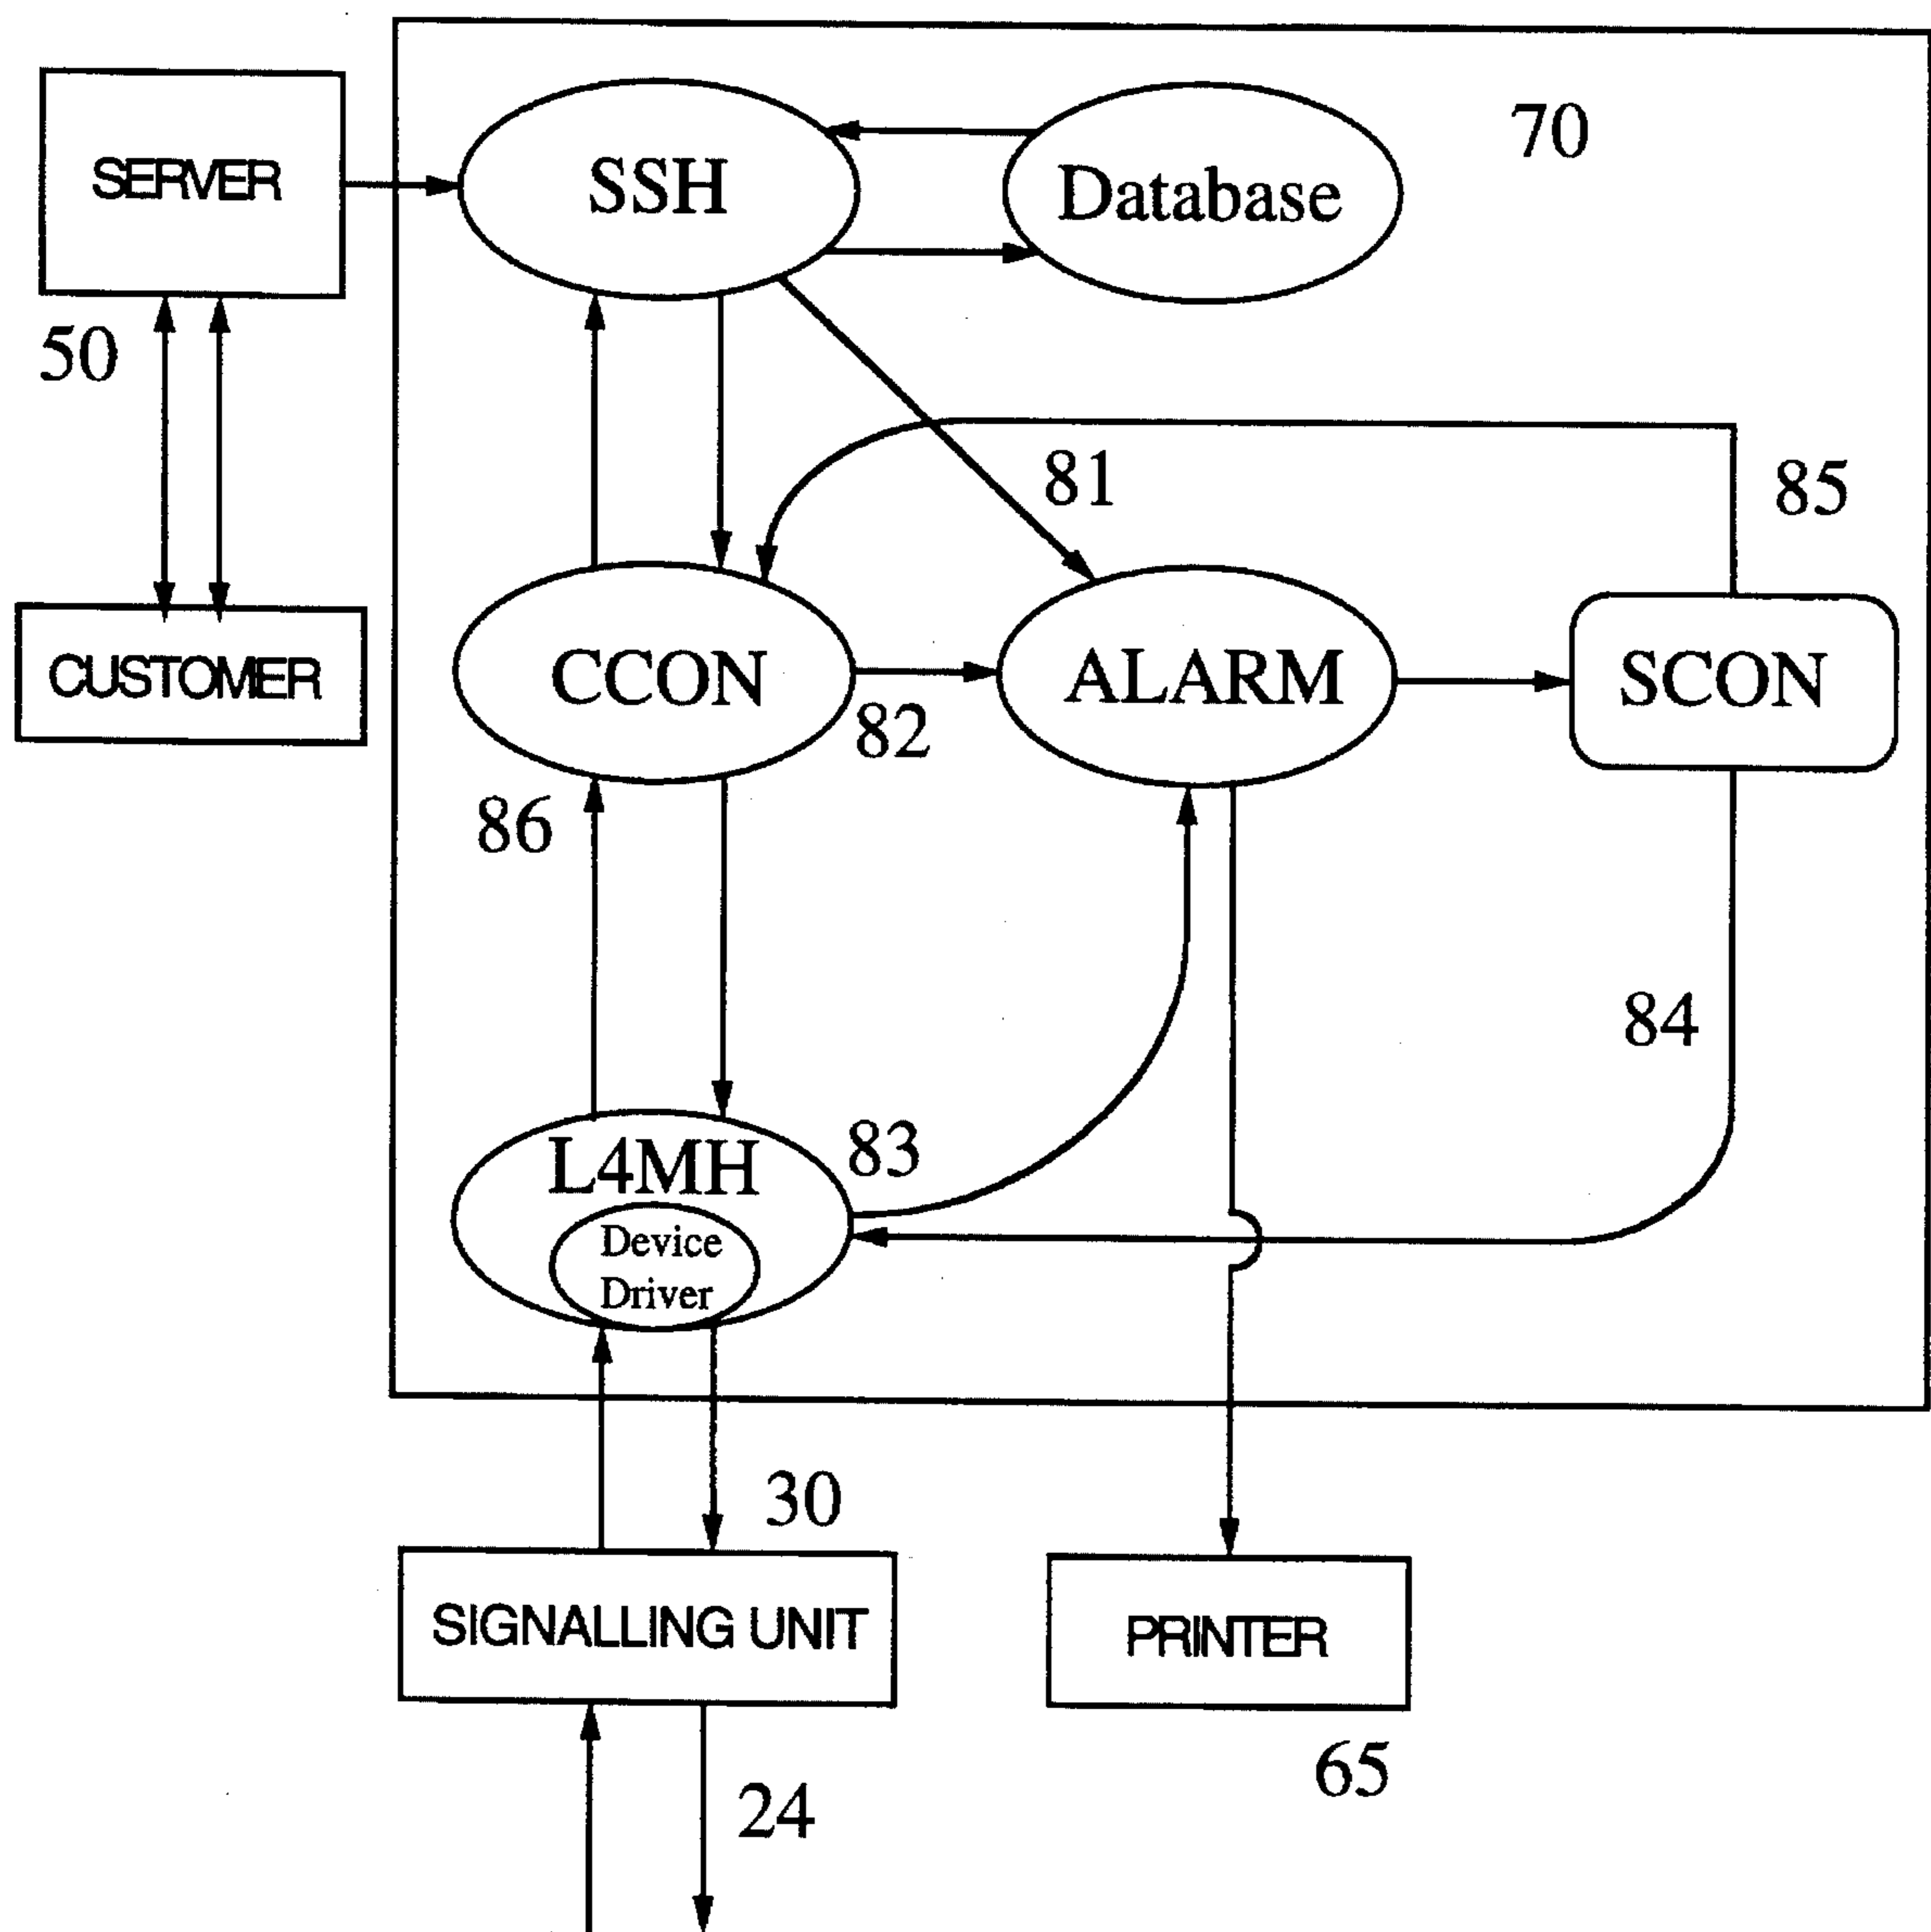 70
SERVER
SSH
Database
50
81
85
CUSTOMER
CCON
ALARM
SCON
82
86
84
83
L4MH
Device
Driver
30
SIGNALLING UNIT
PRINTER
65
24